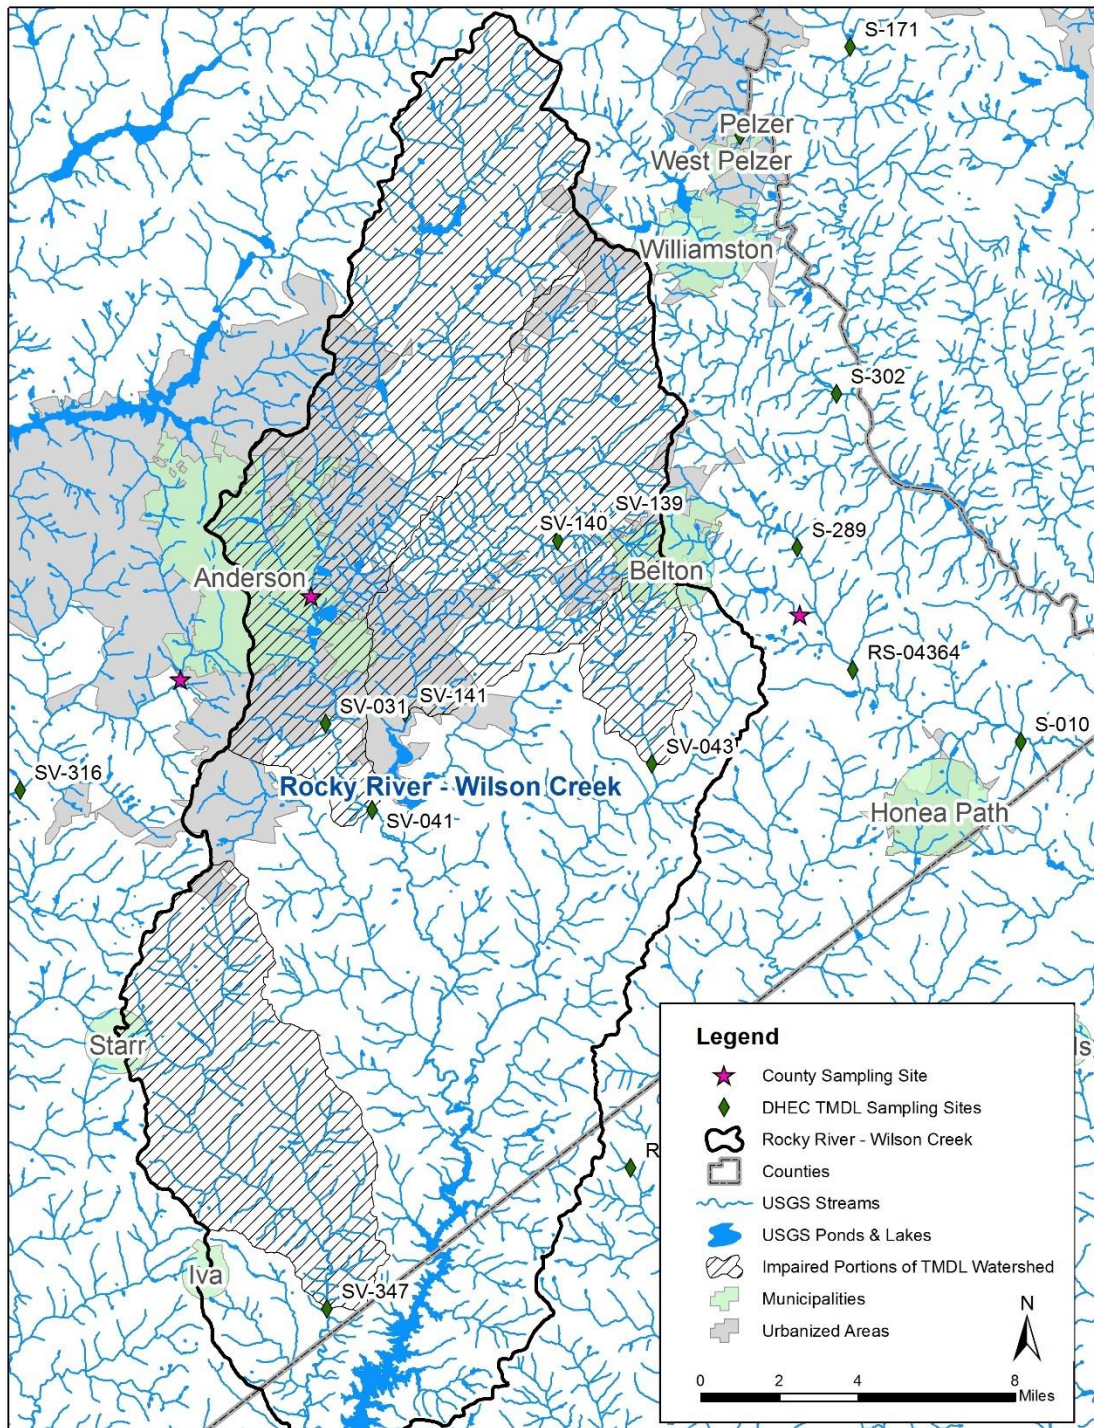 S-171
Pelzer
West Pelzer
Williamston
S-302
SV-139
SV-140
S-289
Belton
Anderson
RS-04364
SV-031
SV-141
S-010
SV-043
SV-316
Rocky River - Wilson Creek
SV-041
Honea Path
Starr
ls
R
Iva
SV-347
Legend
County Sampling Site
DHEC TMDL Sampling Sites
Rocky River - Wilson Creek
Counties
USGS Streams
USGS Ponds & Lakes
Impaired Portions of TMDL Watershed
Municipalities
Urbanized Areas
N
0 2 4 8
Miles